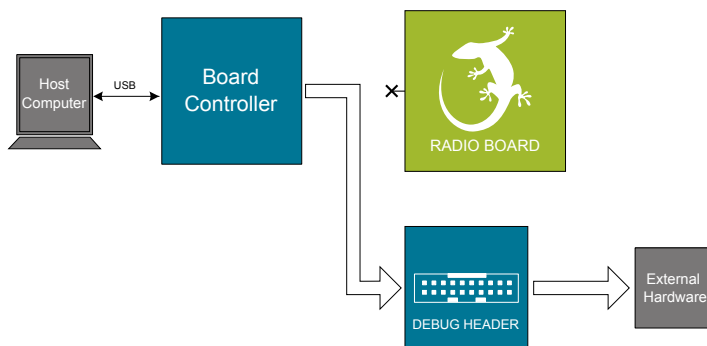 Host
Computer
USB
Board
Controller
RADIO BOARD
DEBUG HEADER
External
Hardware